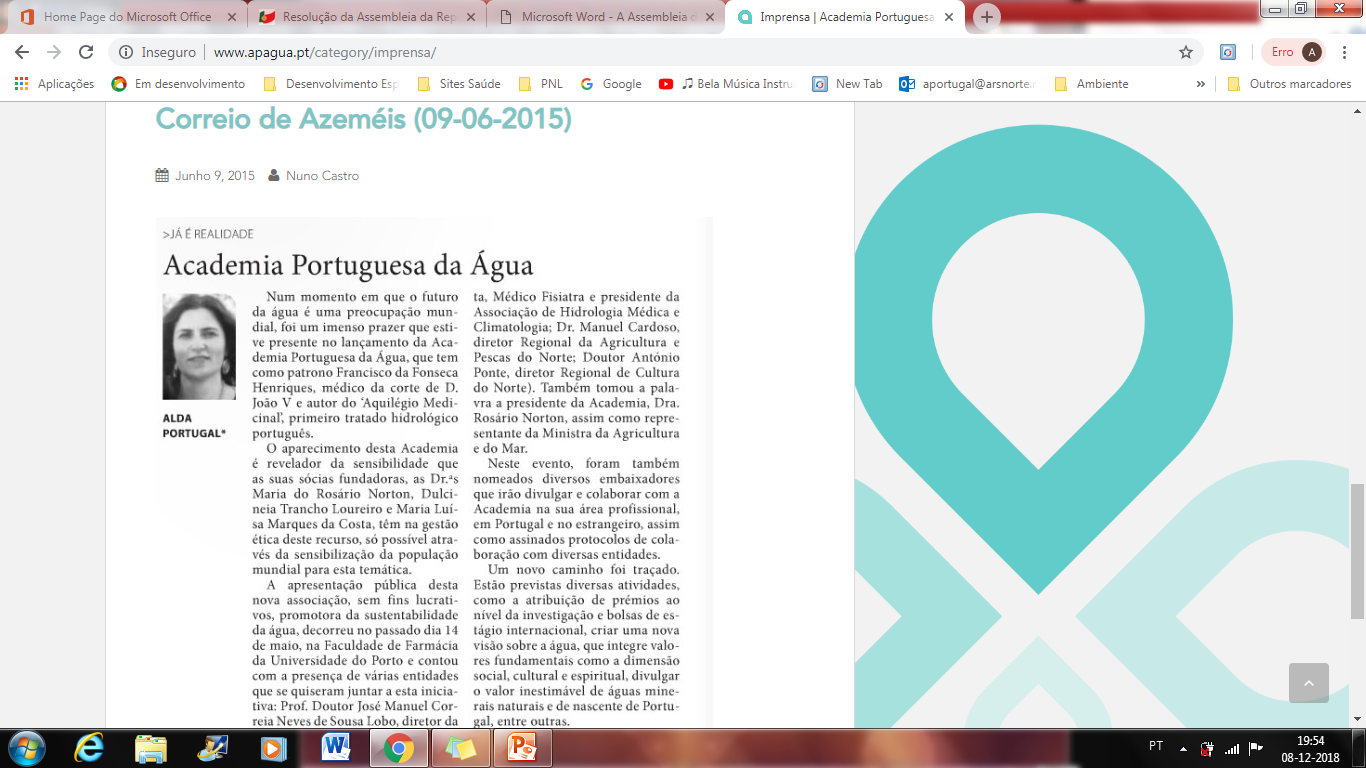 Home Page do Microsoft Office
Resolução da Assembleia da Rep
Microsoft Word - A Assembleia d
Imprensa | Academia Portuguesa
Inseguro
www.apagua.pt/category/imprensa/
Erro
A
Aplicações
Em desenvolvimento
Desenvolvimento Esp
Sites Saúde
PNL
Google
♫ Bela Música Instru
New Tab
aportugal@arsnorte.
Ambiente
»
Outros marcadores
Correio de Azeméis (09-06-2015)
Junho 9, 2015 Nuno Castro
>JÁ É REALIDADE
Academia Portuguesa da Água
ALDA
PORTUGAL*
Num momento em que o futuro
da água é uma preocupação mun-
dial, foi um imenso prazer que esti-
ve presente no lançamento da Aca-
demia Portuguesa da Água, que tem
como patrono Francisco da Fonseca
Henriques, médico da corte de D.
João V e autor do ‘Aquilégio Medi-
cinal’, primeiro tratado hidrológico
português.
O aparecimento desta Academia
é revelador da sensibilidade que
as suas sócias fundadoras, as Dr.ªs
Maria do Rosário Norton, Dulci-
neia Trancho Loureiro e Maria Luí-
sa Marques da Costa, têm na gestão
ética deste recurso, só possível atra-
vés da sensibilização da população
mundial para esta temática.
A apresentação pública desta
nova associação, sem fins lucrati-
vos, promotora da sustentabilidade
da água, decorreu no passado dia 14
de maio, na Faculdade de Farmácia
da Universidade do Porto e contou
com a presença de várias entidades
que se quiseram juntar a esta inicia-
tiva: Prof. Doutor José Manuel Cor-
reia Neves de Sousa Lobo, diretor da
ta, Médico Fisiatra e presidente da
Associação de Hidrologia Médica e
Climatologia; Dr. Manuel Cardoso,
diretor Regional da Agricultura e
Pescas do Norte; Doutor António
Ponte, diretor Regional de Cultura
do Norte). Também tomou a pala-
vra a presidente da Academia, Dra.
Rosário Norton, assim como repre-
sentante da Ministra da Agricultura
e do Mar.
Neste evento, foram também
nomeados diversos embaixadores
que irão divulgar e colaborar com a
Academia na sua área profissional,
em Portugal e no estrangeiro, assim
como assinados protocolos de cola-
boração com diversas entidades.
Um novo caminho foi traçado.
Estão previstas diversas atividades,
como a atribuição de prémios ao
nível da investigação e bolsas de es-
tágio internacional, criar uma nova
visão sobre a água, que integre valo-
res fundamentais como a dimensão
social, cultural e espiritual, divulgar
o valor inestimável de águas mine-
rais naturais e de nascente de Portu-
gal, entre outras.
PT
19:54
08-12-2018